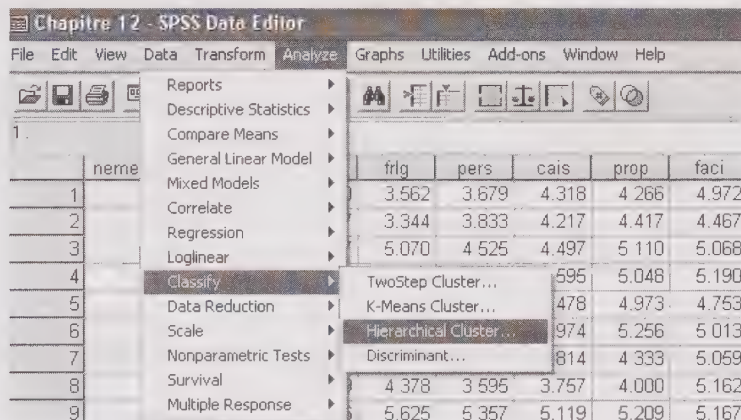 Chapitre 12 - SPSS Data Editor
File Edit View Data Transform Analyze Graphs Utilities Add-ons Window Help
1.
Reports
Descriptive Statistics
Compare Means
General Linear Model
Mixed Models
Correlate
Regression
Loglinear
Classify
Data Reduction
Scale
Nonparametric Tests
Survival
Multiple Response
TwoStep Cluster...
K-Means Cluster...
Hierarchical Cluster...
Discriminant...
neme frlg pers cais prop faci
1 3.562 3.679 4.318 4.266 4.972
2 3.344 3.833 4.217 4.417 4.467
3 5.070 4.525 4.497 5.110 5.068
4 595 5.048 5.190
5 478 4.973 4.753
6 974 5.256 5.013
7 814 4.333 5.059
8 4.378 3.595 3.757 4.000 5.162
9 5.625 5.357 5.119 5.209 5.167